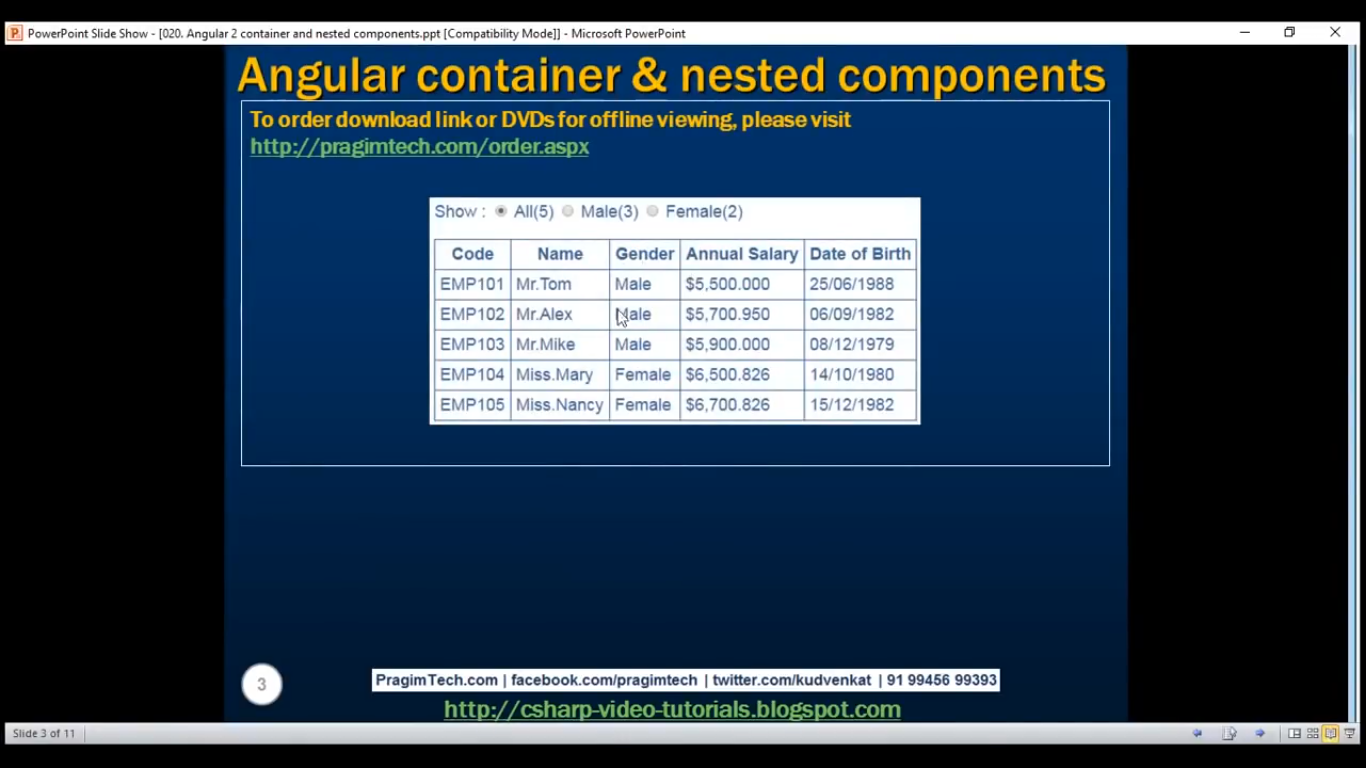 PowerPoint Slide Show - [020. Angular 2 container and nested components.ppt [Compatibility Mode]] - Microsoft PowerPoint
Angular container & nested components
To order download link or DVDs for offline viewing, please visit
http://pragimtech.com/order.aspx
Show : All(5) Male(3) Female(2)
Code Name Gender Annual Salary Date of Birth
EMP101 Mr.Tom Male $5,500.000 25/06/1988
EMP102 Mr.Alex Male $5,700.950 06/09/1982
EMP103 Mr.Mike Male $5,900.000 08/12/1979
EMP104 Miss.Mary Female $6,500.826 14/10/1980
EMP105 Miss.Nancy Female $6,700.826 15/12/1982
3
PragimTech.com | facebook.com/pragimtech | twitter.com/kudvenkat | 91 99456 99393
http://csharp-video-tutorials.blogspot.com
Slide 3 of 11